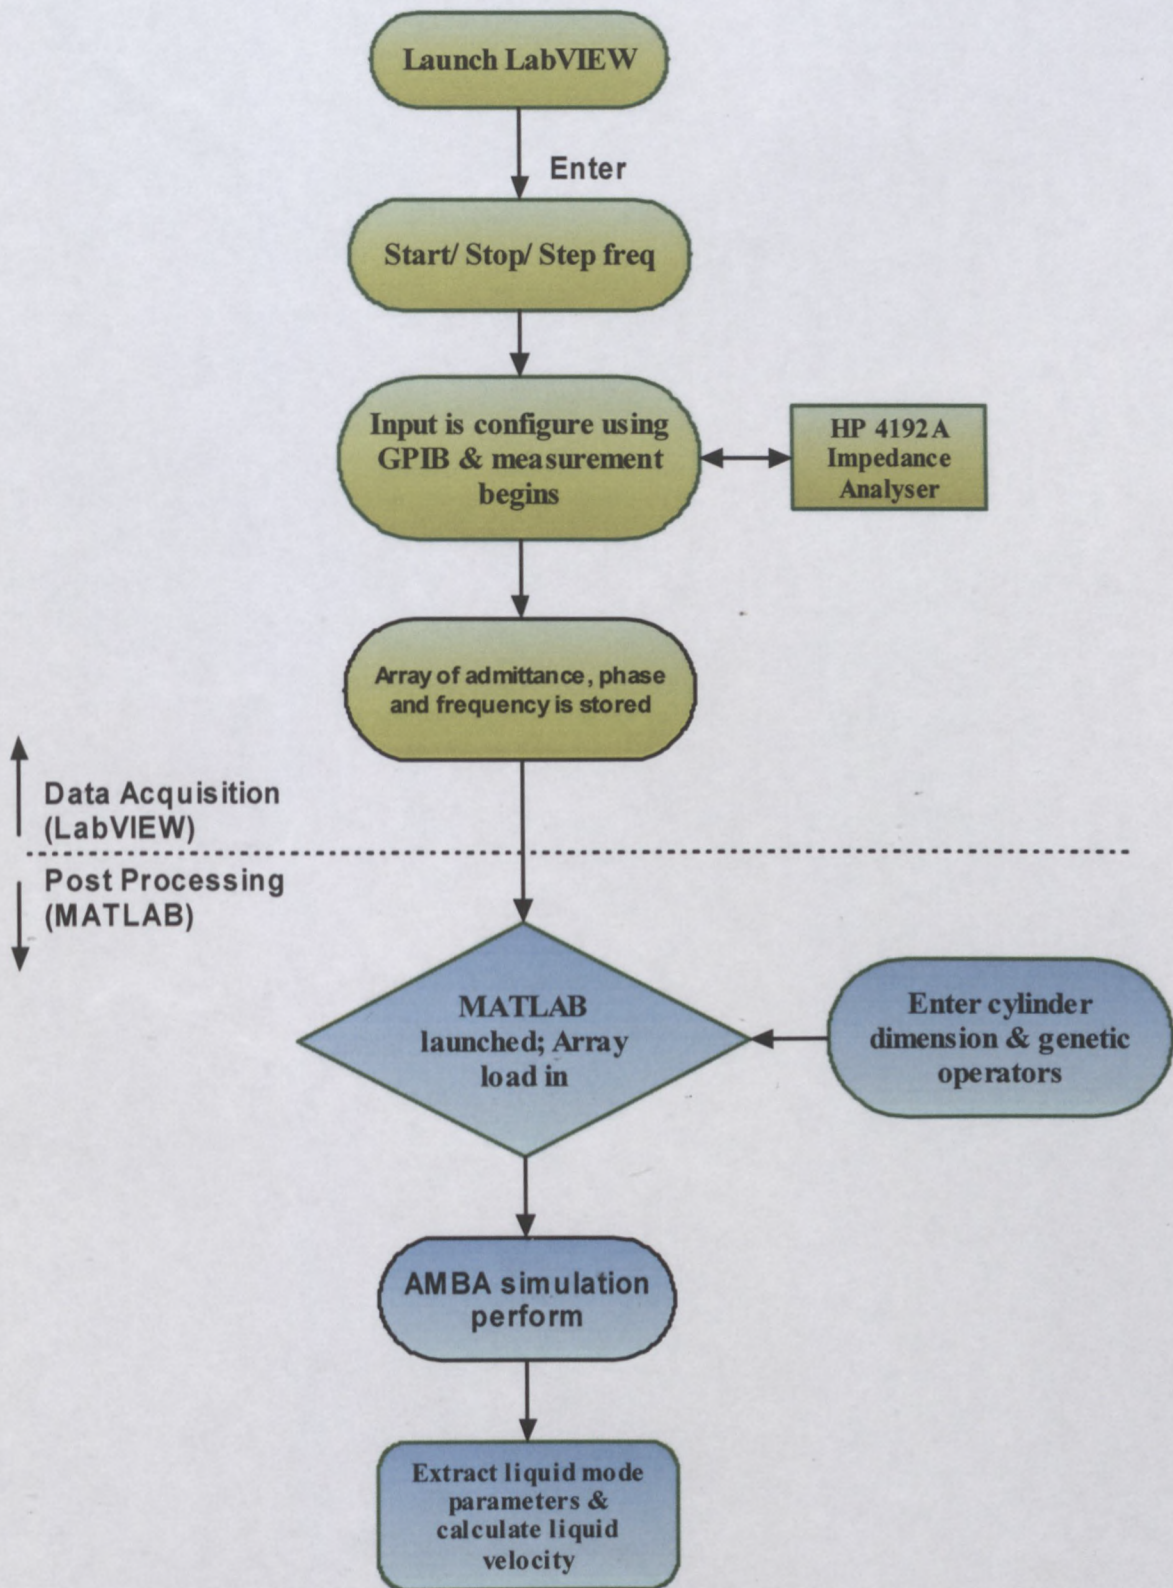 Launch LabVIEW
Enter
Start/ Stop/ Step freq
Input is configure using
GPIB & measurement
begins
HP 4192A
Impedance
Analyser
Array of admittance, phase
and frequency is stored
Data Acquisition
(LabVIEW)
Post Processing
(MATLAB)
MATLAB
launched; Array
load in
Enter cylinder
dimension & genetic
operators
AMBA simulation
perform
Extract liquid mode
parameters &
calculate liquid
velocity